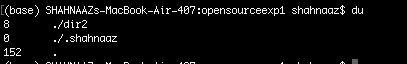 [(base) SHAHNAAZs-MacBook-Air-407:opensourceexp1 shahnaaz$ du
8 ./dir2
0 ./.shahnaaz
152 .